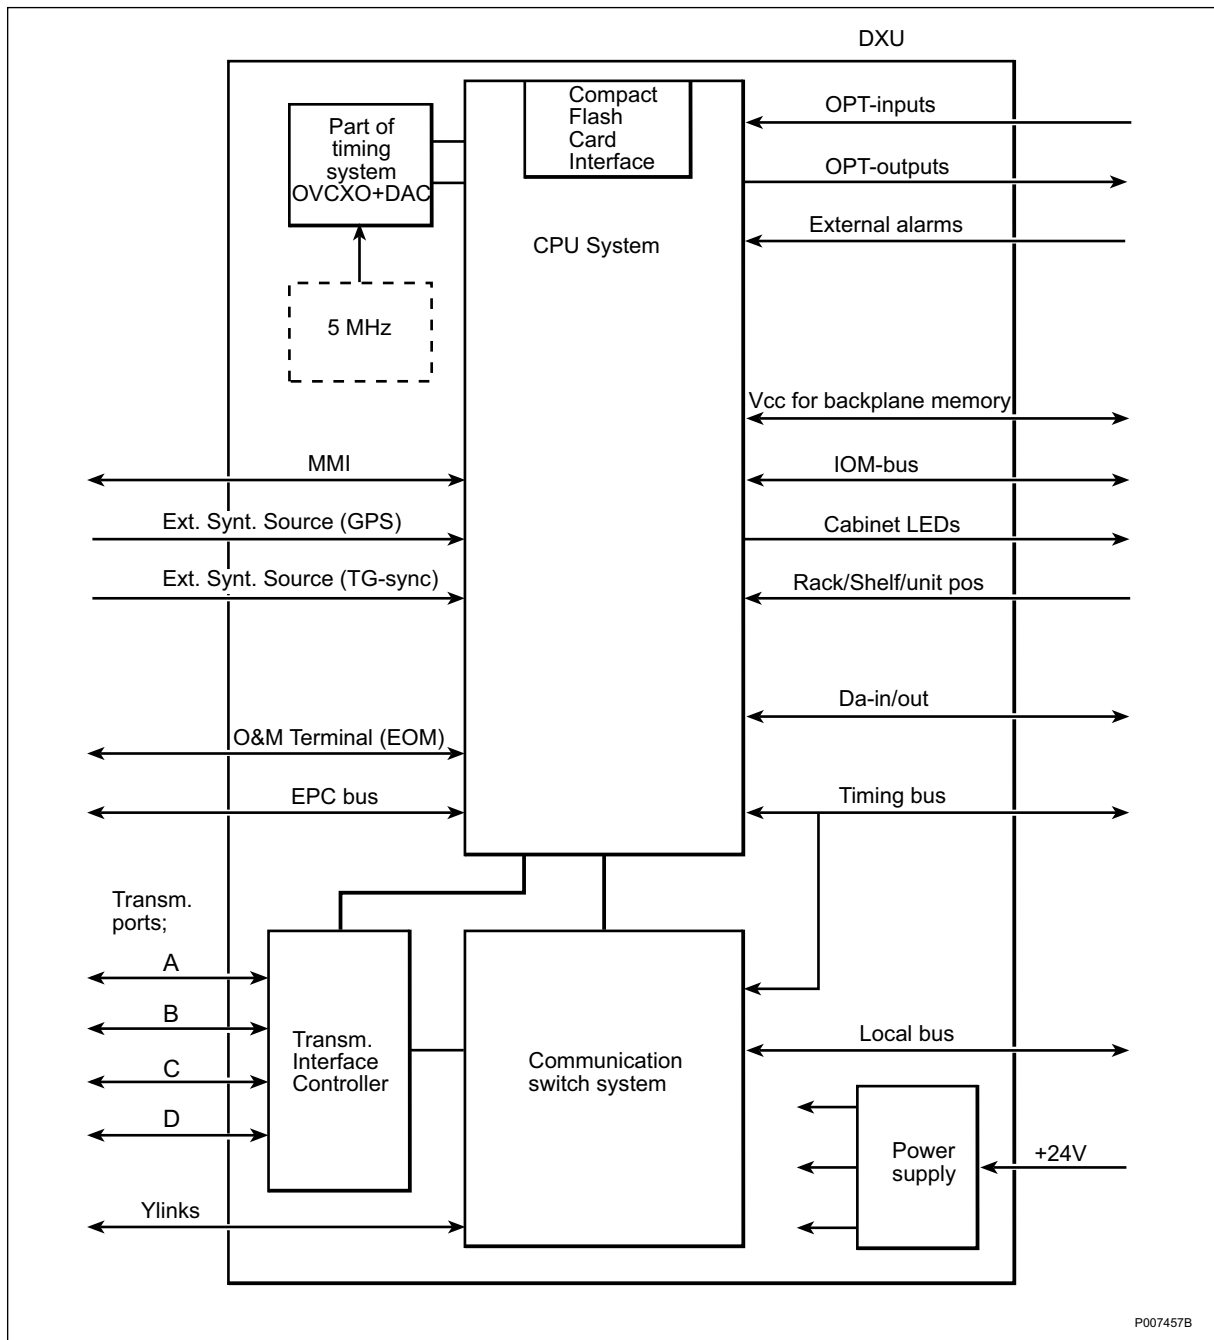 DXU
Compact
Flash
Card
Interface
Part of
timing
system
OVCXO+DAC
OPT-inputs
OPT-outputs
External alarms
CPU System
5 MHz
Vcc for backplane memory
MMI
IOM-bus
Ext. Synt. Source (GPS)
Cabinet LEDs
Ext. Synt. Source (TG-sync)
Rack/Shelf/unit pos
Da-in/out
O&M Terminal (EOM)
EPC bus
Timing bus
Transm.
ports;
A
B
C
D
Transm.
Interface
Controller
Communication
switch system
Local bus
Power
supply
+24V
Ylinks
P007457B